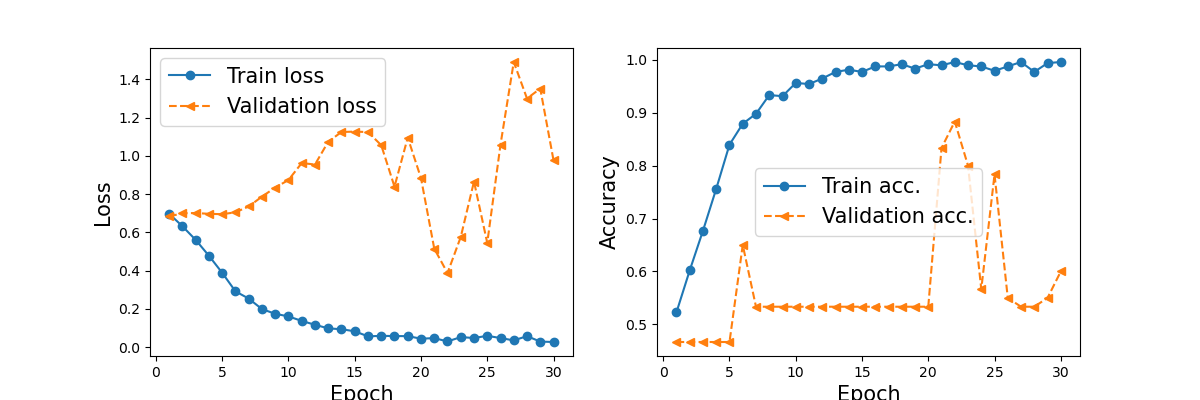 Train loss
Validation loss
Loss
1.4
1.2
1.0
0.8
0.6
0.4
0.2
0.0
0 5 10 15 20 25 30
Epoch
Train acc.
Validation acc.
Accuracy
1.0
0.9
0.8
0.7
0.6
0.5
0 5 10 15 20 25 30
Epoch